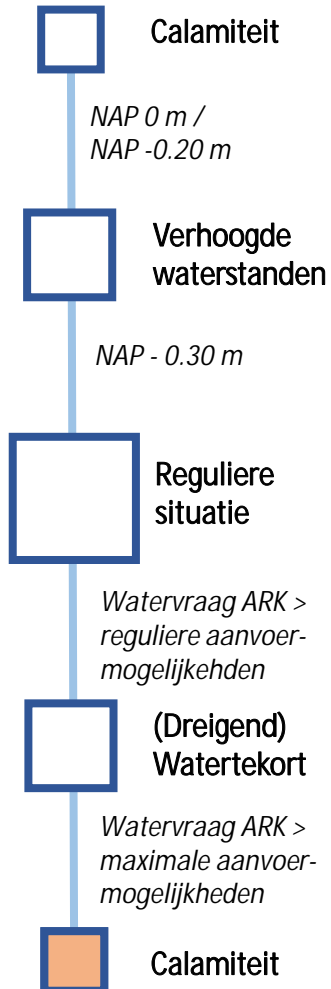 Calamiteit
NAP 0 m /
NAP -0.20 m
Verhoogde
waterstanden
NAP - 0.30 m
Reguliere
situatie
Watervraag ARK >
reguliere aanvoer-
mogelijkehden
(Dreigend)
Watertekort
Watervraag ARK >
maximale aanvoer-
mogelijkheden
Calamiteit